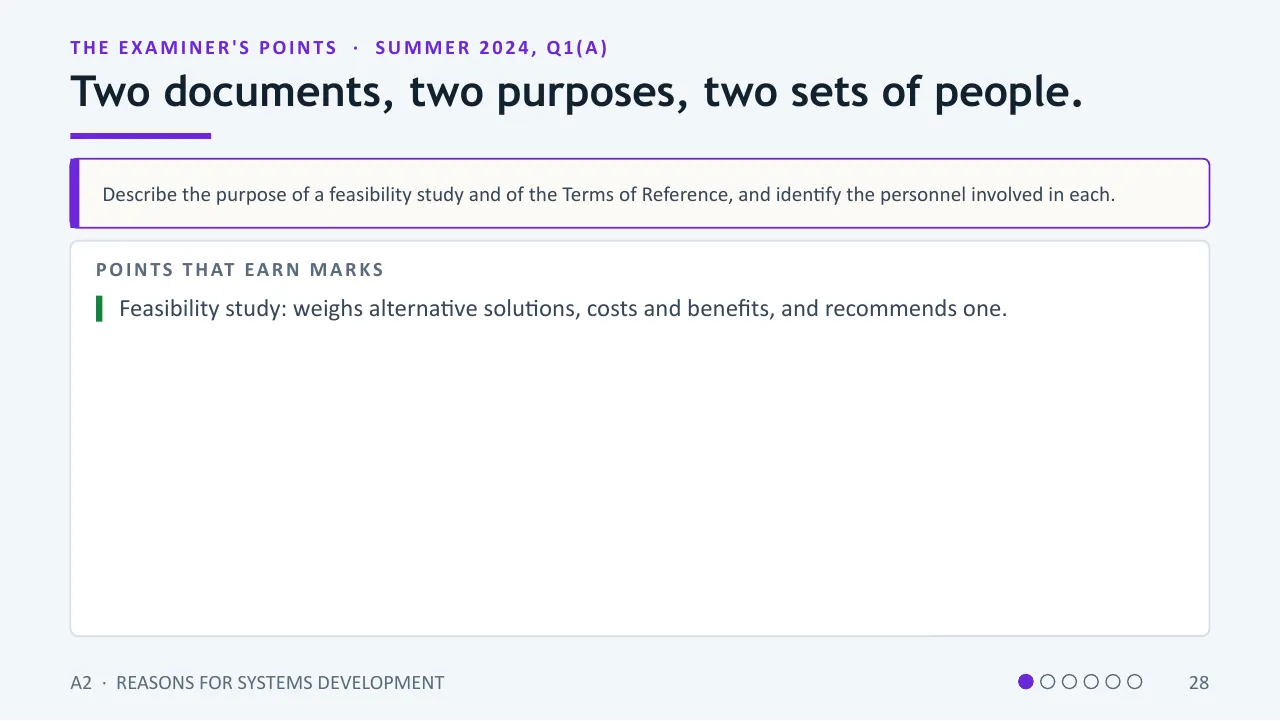 THE EXAMINER'S POINTS · SUMMER 2024, Q1(A)
Two documents, two purposes, two sets of people.
Describe the purpose of a feasibility study and of the Terms of Reference, and identify the personnel involved in each.
POINTS THAT EARN MARKS
Feasibility study: weighs alternative solutions, costs and benefits, and recommends one.
A2 · REASONS FOR SYSTEMS DEVELOPMENT
28